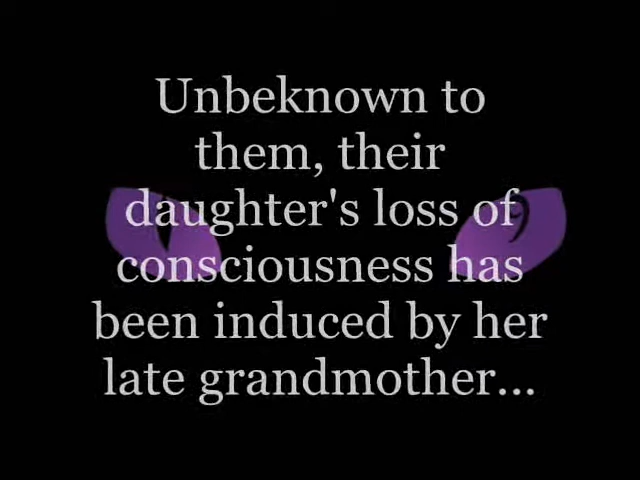 Unbeknown to
them, their
daughter's loss of
consciousness has
been induced by her
late grandmother...